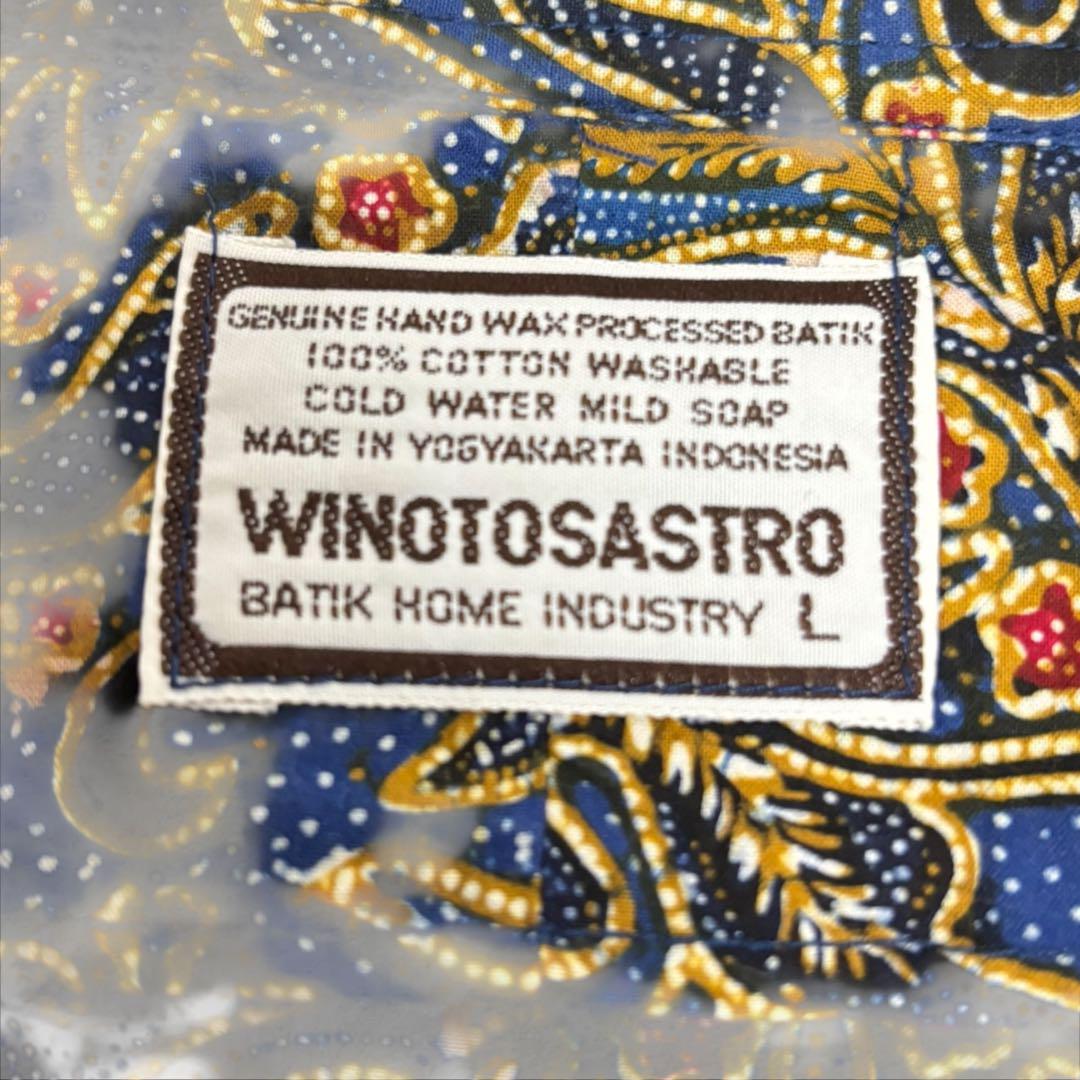 GENUINE HAND WAX PROCESSED BATIK
100% COTTON WASHABLE
COLD WATER MILD SOAP
MADE IN YOGYAKARTA INDONESIA
WINOTOSASTRO
BATIK HOME INDUSTRY L